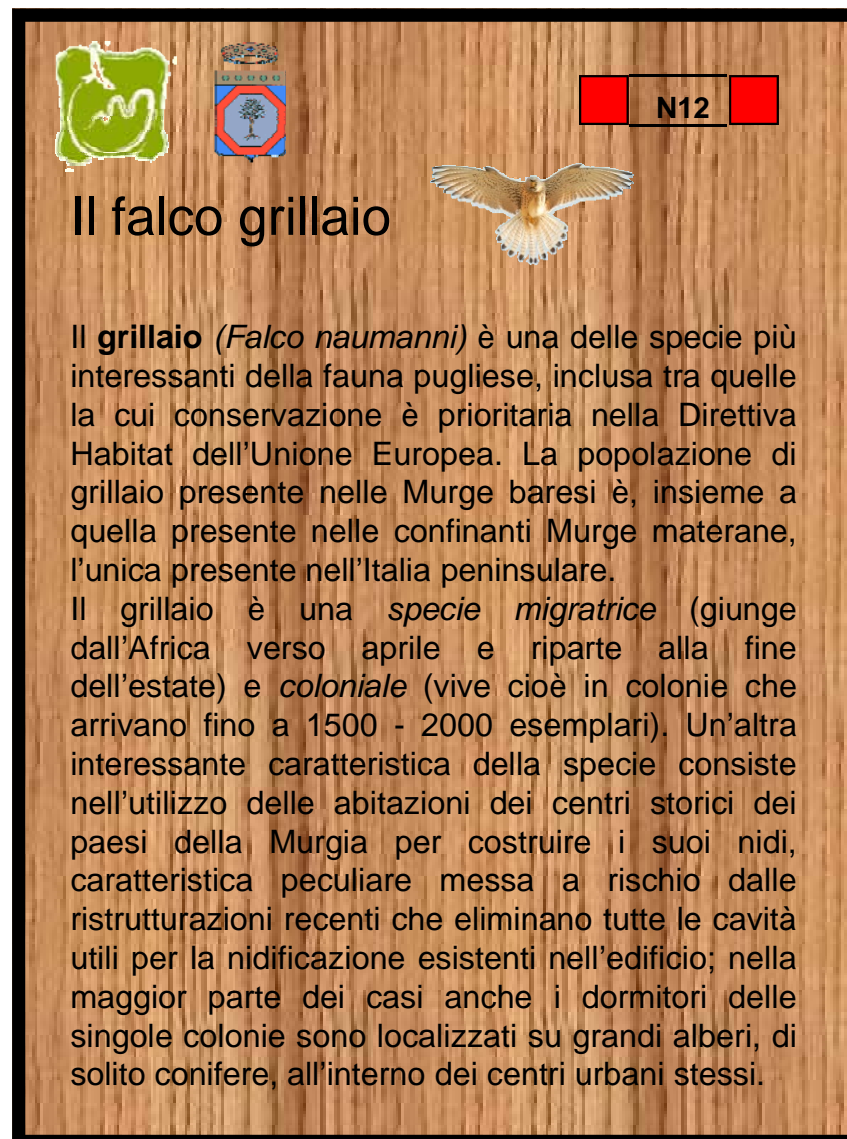 N12
Il falco grillaio
Il grillaio (Falco naumanni) è una delle specie più
interessanti della fauna pugliese, inclusa tra quelle
la cui conservazione è prioritaria nella Direttiva
Habitat dell’Unione Europea. La popolazione di
grillaio presente nelle Murge baresi è, insieme a
quella presente nelle confinanti Murge materane,
l’unica presente nell’Italia peninsulare.
Il grillaio è una specie migratrice (giunge
dall’Africa verso aprile e riparte alla fine
dell’estate) e coloniale (vive cioè in colonie che
arrivano fino a 1500 - 2000 esemplari). Un’altra
interessante caratteristica della specie consiste
nell’utilizzo delle abitazioni dei centri storici dei
paesi della Murgia per costruire i suoi nidi,
caratteristica peculiare messa a rischio dalle
ristrutturazioni recenti che eliminano tutte le cavità
utili per la nidificazione esistenti nell’edificio; nella
maggior parte dei casi anche i dormitori delle
singole colonie sono localizzati su grandi alberi, di
solito conifere, all’interno dei centri urbani stessi.